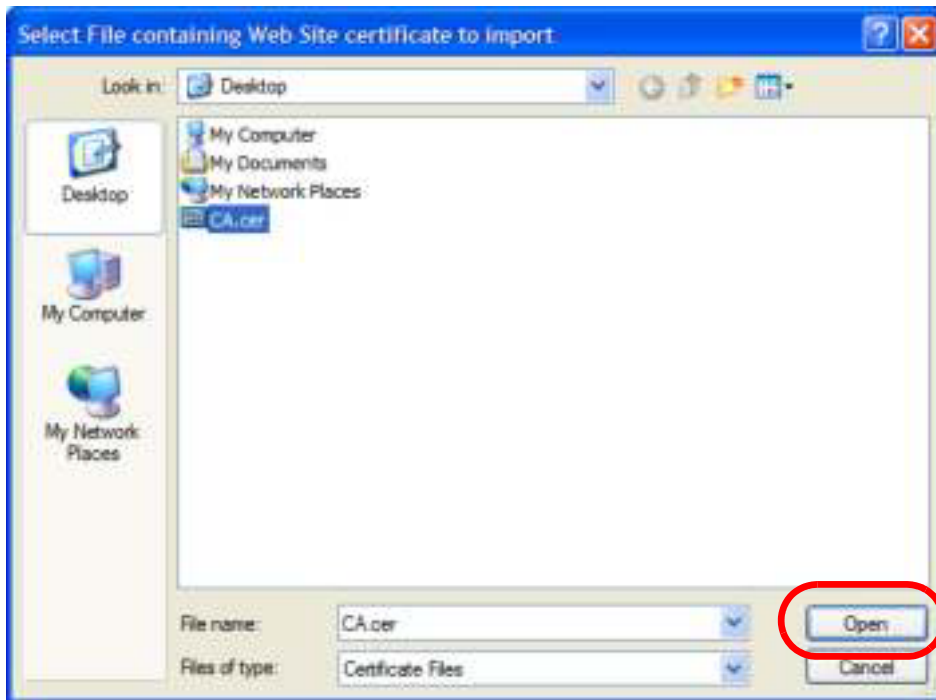 Select File containing Web Site certificate to import
Look in: Desktop
My Computer
My Documents
My Network Places
CA.cer
Desktop
My Computer
My Network
Places
File name: CA.cer Open
Files of type: Certificate Files Cancel